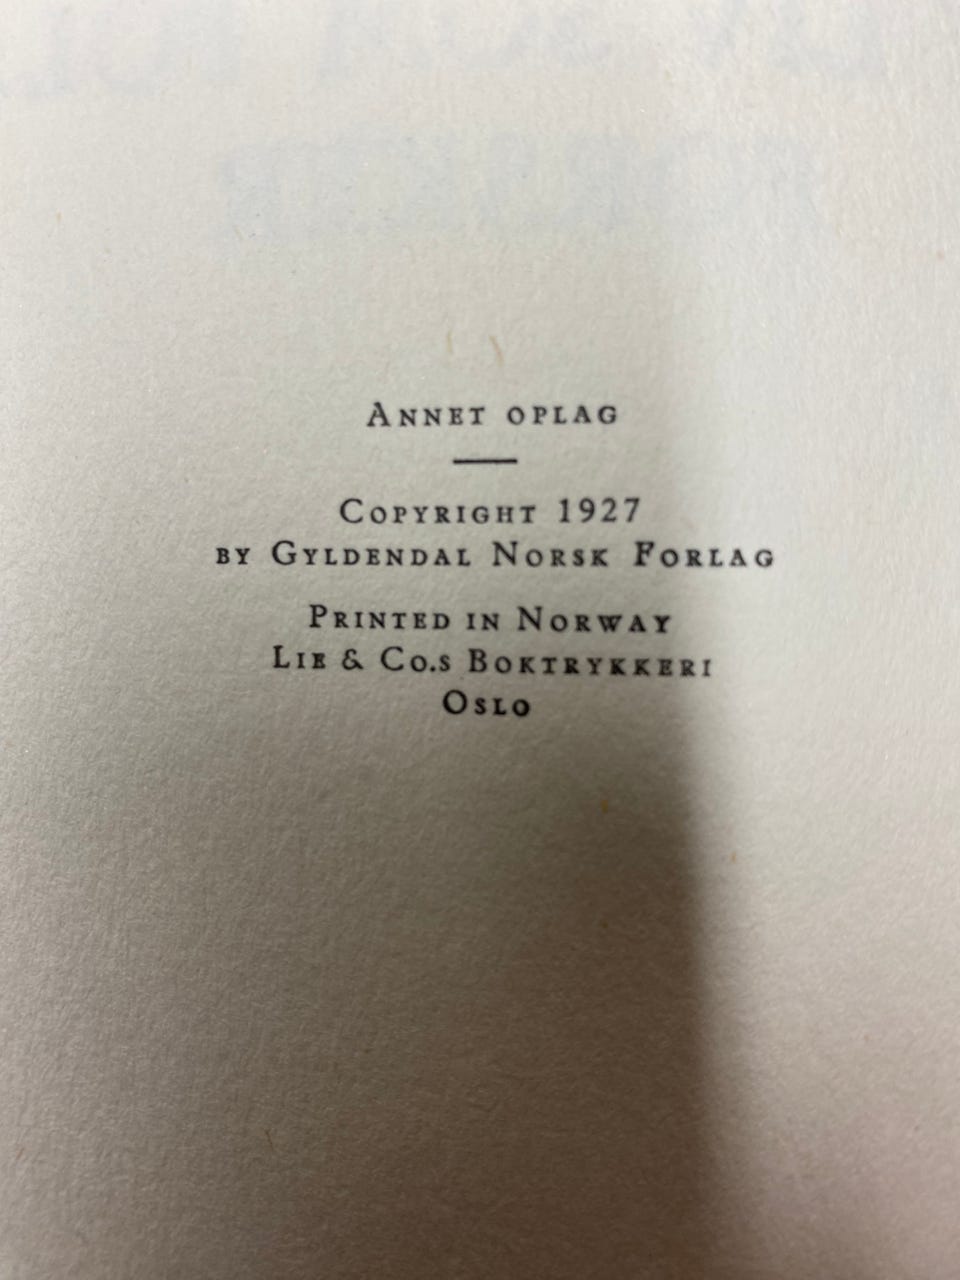 Annet oplag
Copyright 1927
by Gyldendal Norsk Forlag
Printed in Norway
Lie & Co.s Boktrykkeri
Oslo